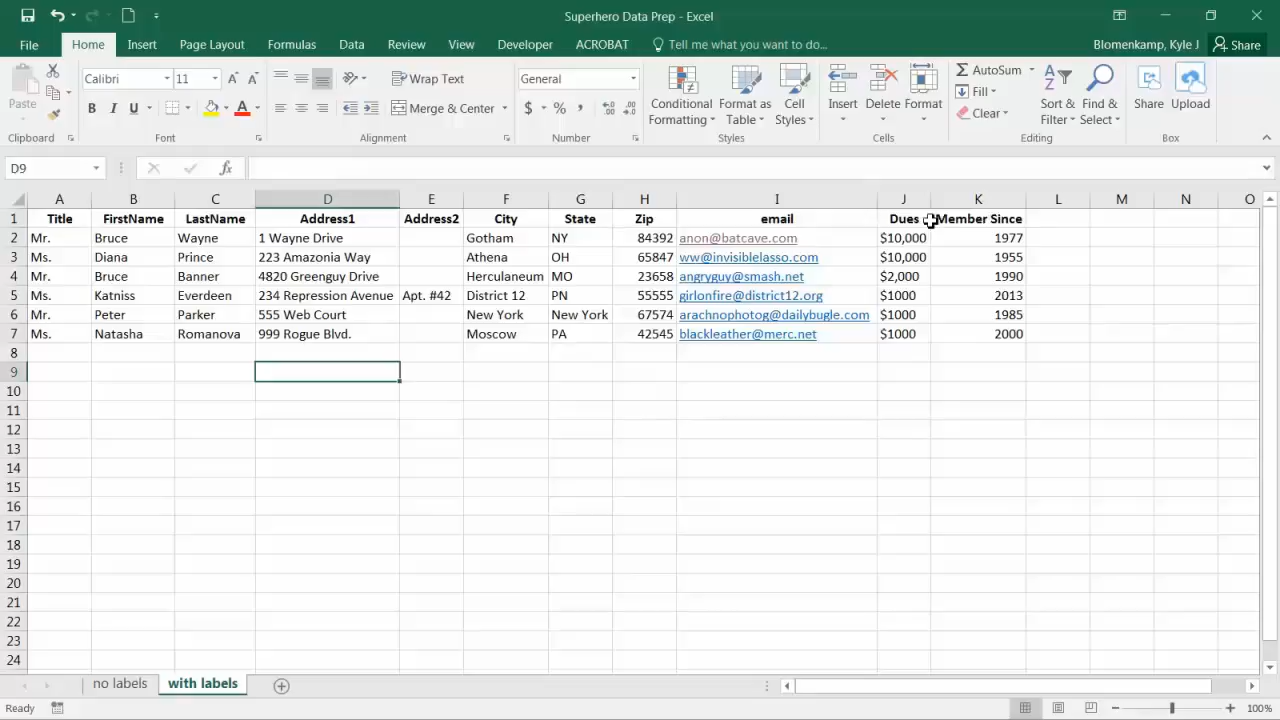 Superhero Data Prep - Excel
File Home Insert Page Layout Formulas Data Review View Developer ACROBAT Tell me what you want to do... Blomenkamp, Kyle J Share
Paste
Calibri 11
B I U
A A A
Wrap Text
Merge & Center
General
$ % ,
Conditional Formatting
Format as Table
Cell Styles
Insert
Delete
Format
AutoSum
Fill
Clear
Sort & Filter
Find & Select
Share
Upload
Clipboard Font Alignment Number Styles Cells Editing Box
D9 fx
A B C D E F G H I J K L M N O
1 Title FirstName LastName Address1 Address2 City State Zip email Dues Member Since
2 Mr. Bruce Wayne 1 Wayne Drive Gotham NY 84392 anon@batcave.com $10,000 1977
3 Ms. Diana Prince 223 Amazonia Way Athena OH 65847 ww@invisiblelasso.com $10,000 1955
4 Mr. Bruce Banner 4820 Greenguy Drive Herculaneum MO 23658 angryguy@smash.net $2,000 1990
5 Ms. Katniss Everdeen 234 Repression Avenue Apt. #42 District 12 PN 55555 girlonfire@district12.org $1000 2013
6 Mr. Peter Parker 555 Web Court New York New York 67574 arachnophotog@dailybugle.com $1000 1985
7 Ms. Natasha Romanova 999 Rogue Blvd. Moscow PA 42545 blackleather@merc.net $1000 2000
8
9
10
11
12
13
14
15
16
17
18
19
20
21
22
23
24
no labels with labels
Ready 100%